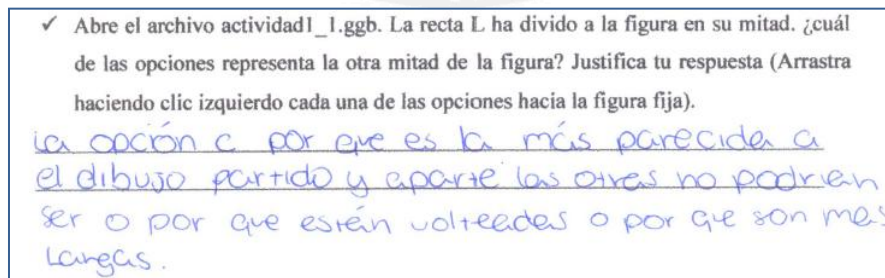 ✓ Abre el archivo actividad1_1.ggb. La recta L ha divido a la figura en su mitad. ¿cuál
de las opciones representa la otra mitad de la figura? Justifica tu respuesta (Arrastra
haciendo clic izquierdo cada una de las opciones hacia la figura fija).
La opción c por que es la más parecida a
el dibujo partido y aparte las otras no podrian
ser o por que están volteadas o por que son mas
Largas.